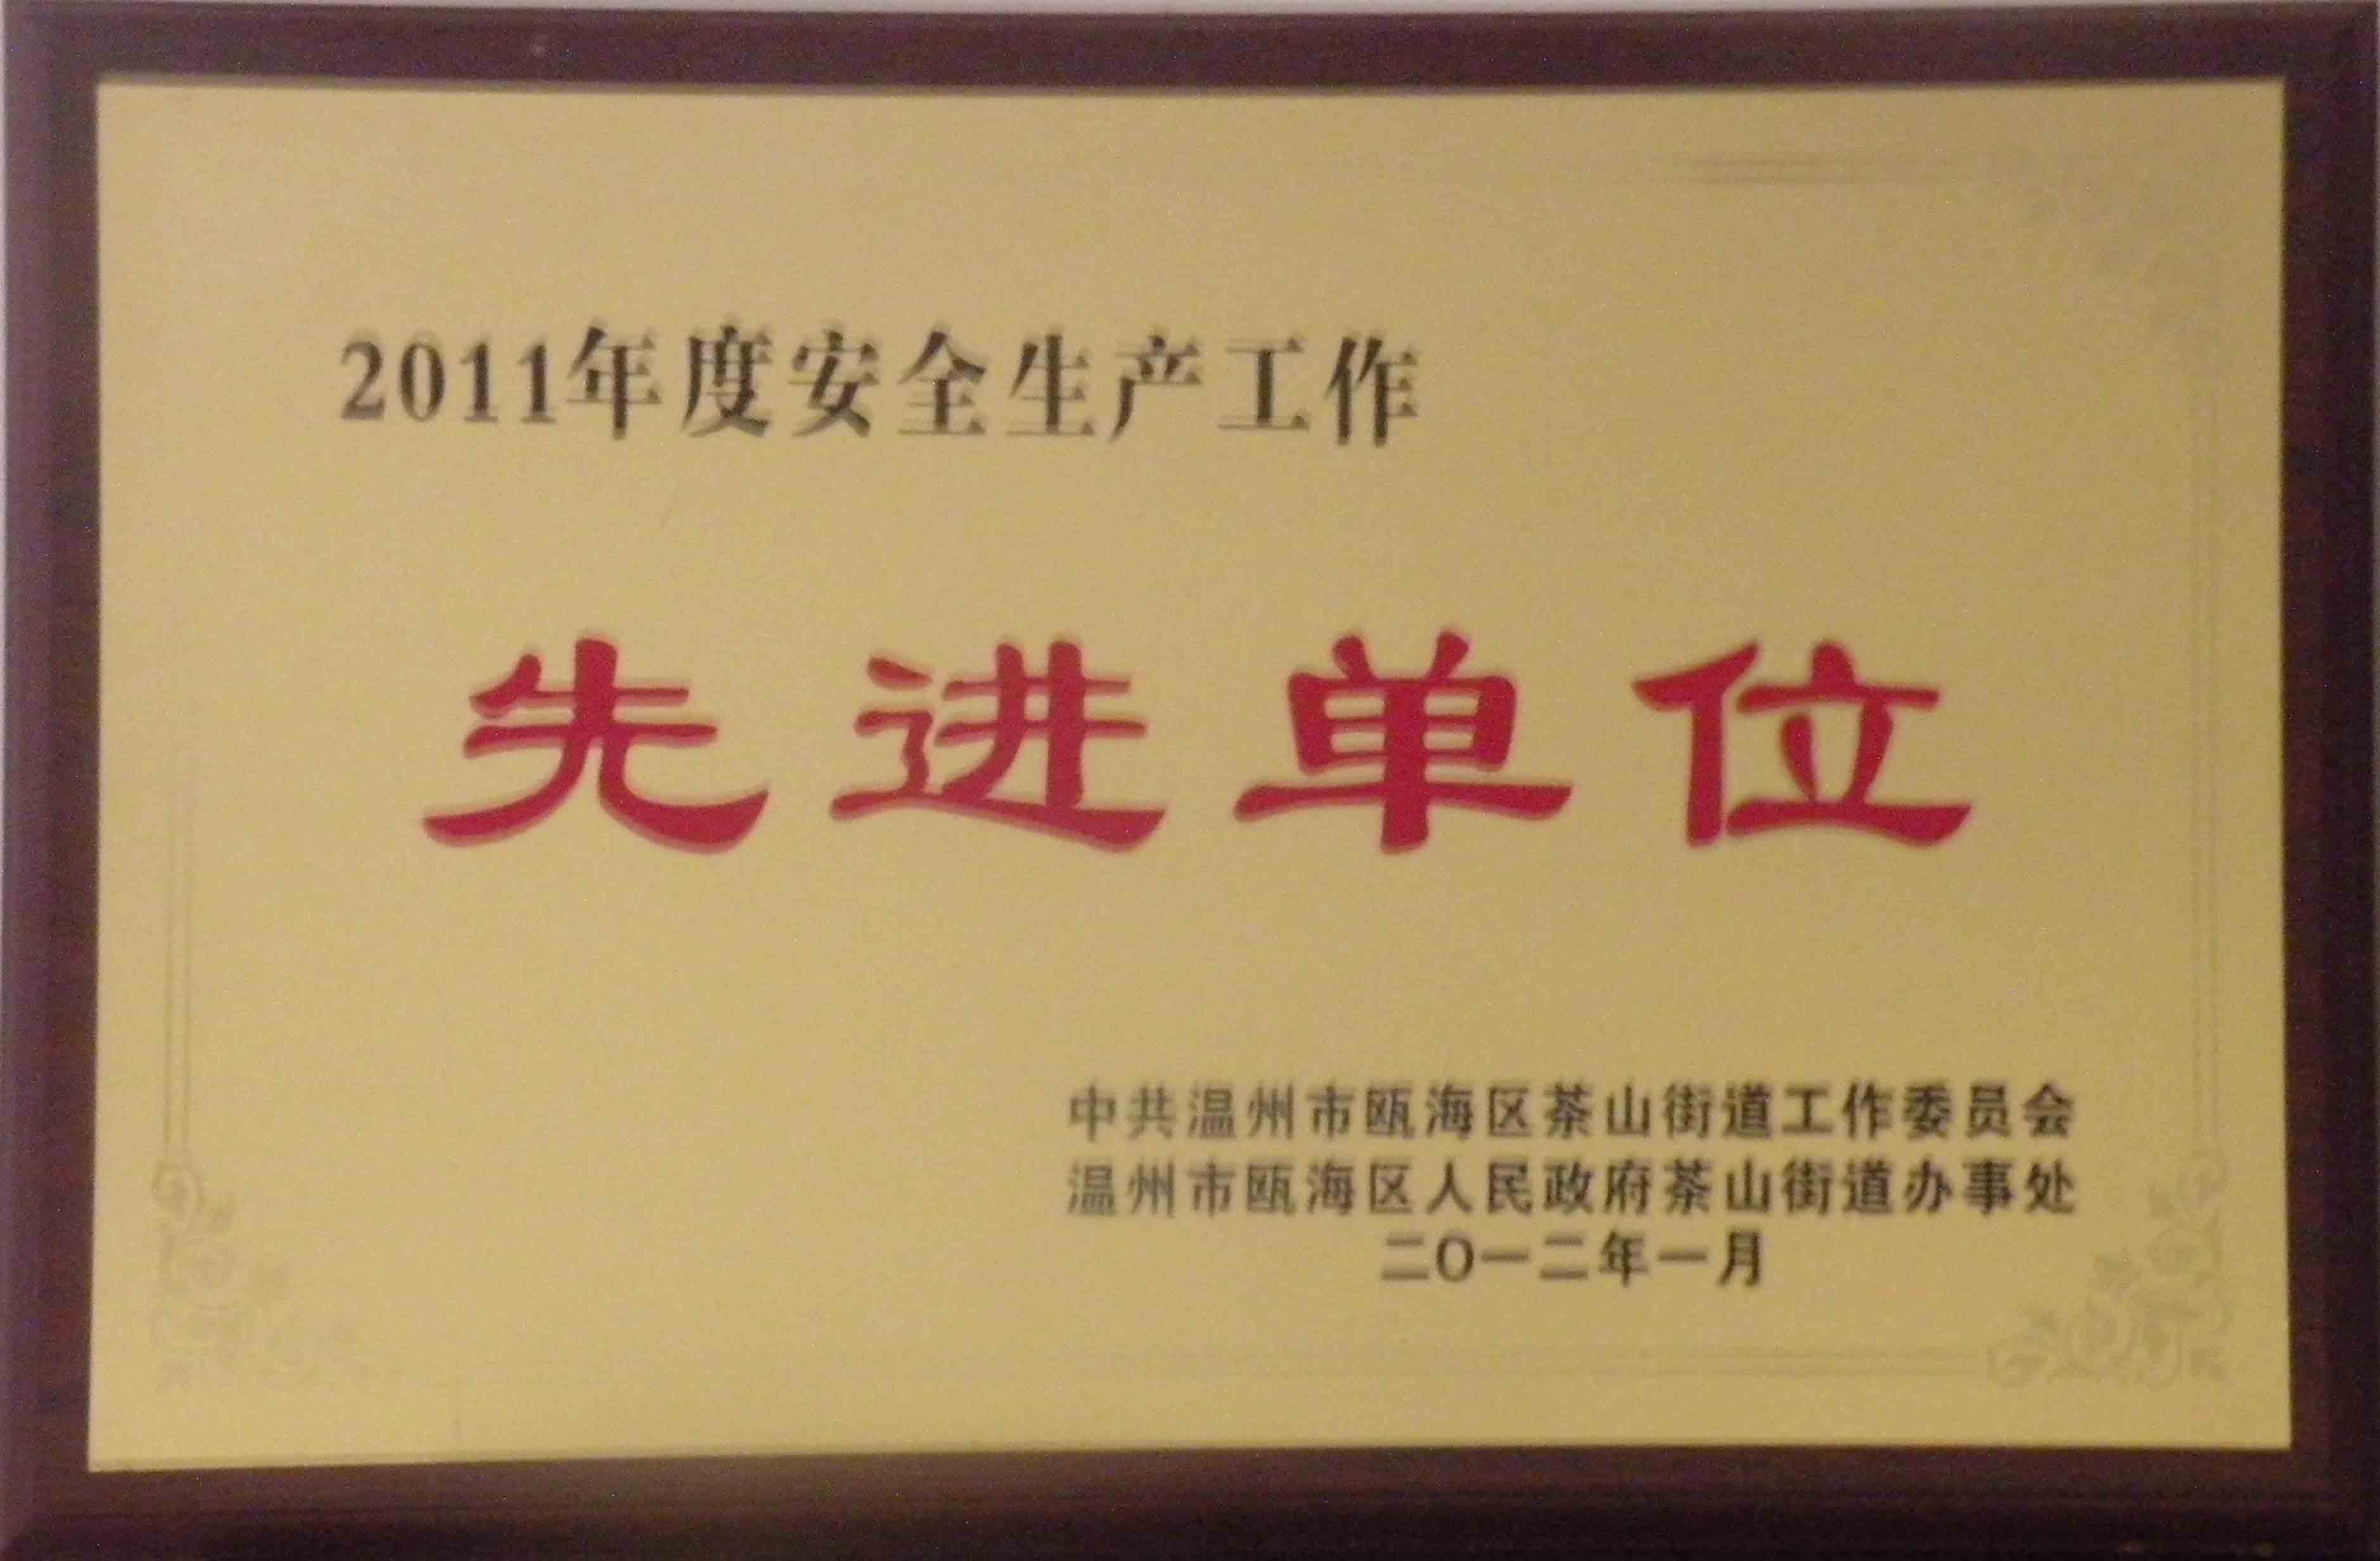 2011年度安全生产工作
先进单位
中共温州市瓯海区茶山街道工作委员会
温州市瓯海区人民政府茶山街道办事处
二〇一二年一月